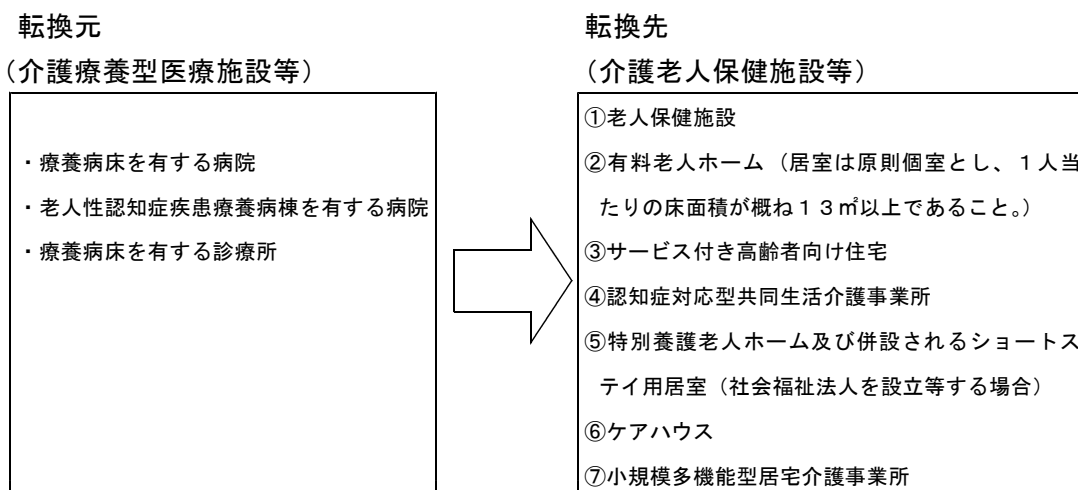 転換元
(介護療養型医療施設等)
・療養病床を有する病院
・老人性認知症疾患療養病棟を有する病院
・療養病床を有する診療所
転換先
(介護老人保健施設等)
①老人保健施設
②有料老人ホーム(居室は原則個室とし、1人当
たりの床面積が概ね13㎡以上であること。)
③サービス付き高齢者向け住宅
④認知症対応型共同生活介護事業所
⑤特別養護老人ホーム及び併設されるショートス
テイ用居室(社会福祉法人を設立等する場合)
⑥ケアハウス
⑦小規模多機能型居宅介護事業所